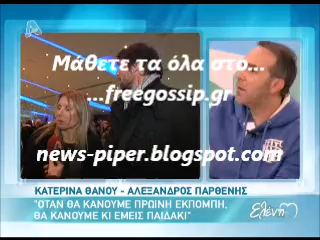 Μάθετε τα όλα στο...
...freegossip.gr
news-piper.blogspot.com
ΚΑΤΕΡΙΝΑ ΘΑΝΟΥ - ΑΛΕΞΑΝΔΡΟΣ ΠΑΡΘΕΝΗΣ
"ΟΤΑΝ ΘΑ ΚΑΝΟΥΜΕ ΠΡΩΙΝΗ ΕΚΠΟΜΠΗ,
ΘΑ ΚΑΝΟΥΜΕ ΚΙ ΕΜΕΙΣ ΠΑΙΔΑΚΙ"
Ελένη